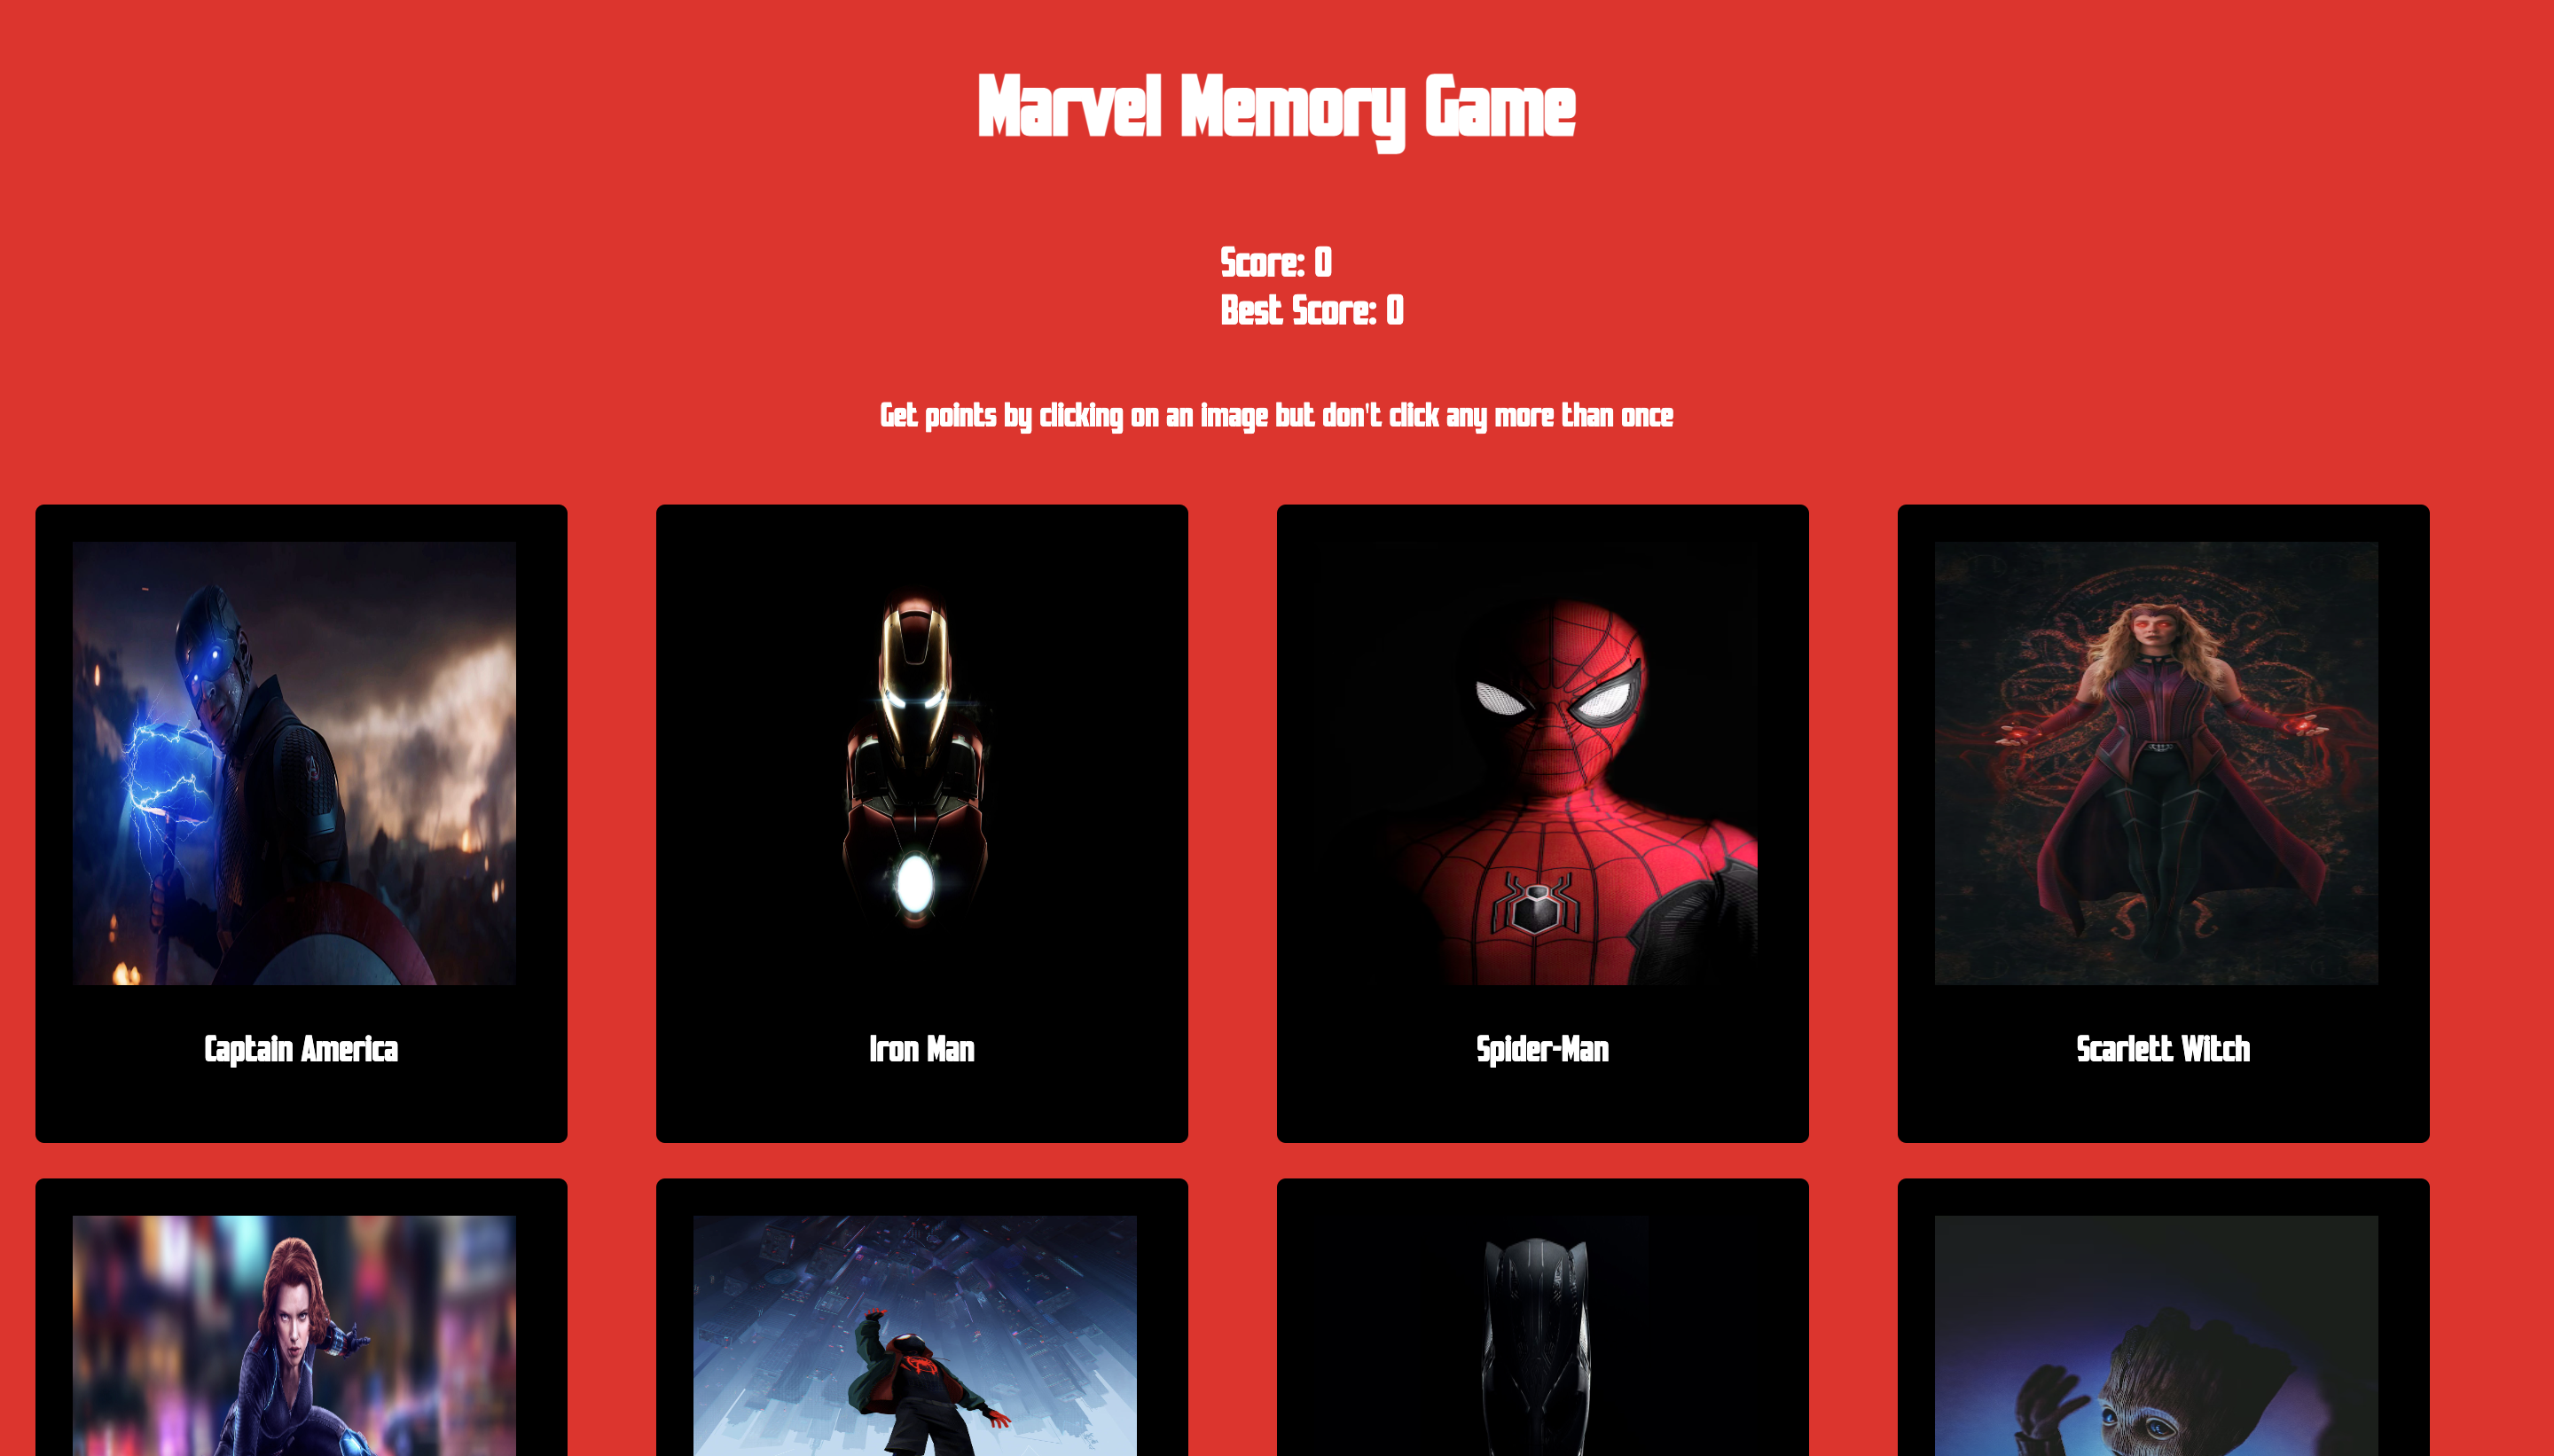 Marvel Memory Game
Score: 0
Best Score: 0
Get points by clicking on an image but don't click any more than once
Captain America
Iron Man
Spider-Man
Scarlett Witch